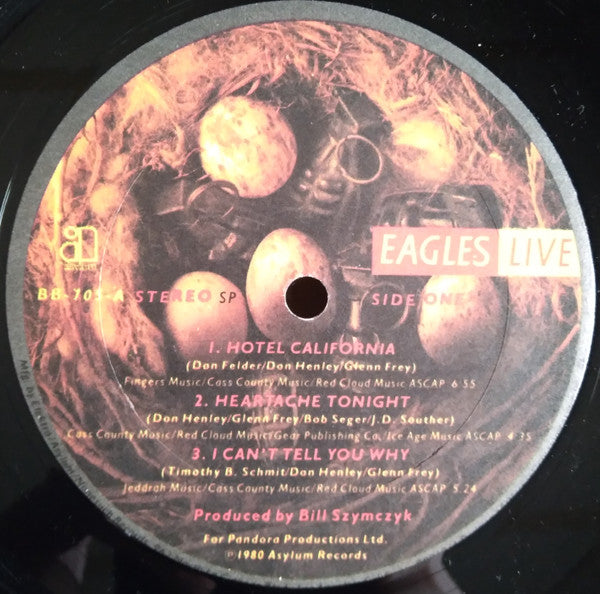 asylum
EAGLES LIVE
BB-705-A STEREO SP SIDE ONE
1. HOTEL CALIFORNIA
(Don Felder/Don Henley/Glenn Frey)
Fingers Music/Cass County Music/Red Cloud Music ASCAP 6:55
2. HEARTACHE TONIGHT
(Don Henley/Glenn Frey/Bob Seger/J.D. Souther)
Cass County Music/Red Cloud Music/Gear Publishing Co./Ice Age Music ASCAP 4:35
3. I CAN'T TELL YOU WHY
(Timothy B. Schmit/Don Henley/Glenn Frey)
Jeddrah Music/Cass County Music/Red Cloud Music ASCAP 5:24
Produced by Bill Szymczyk
For Pandora Productions Ltd.
℗1980 Asylum Records
Mfg. by